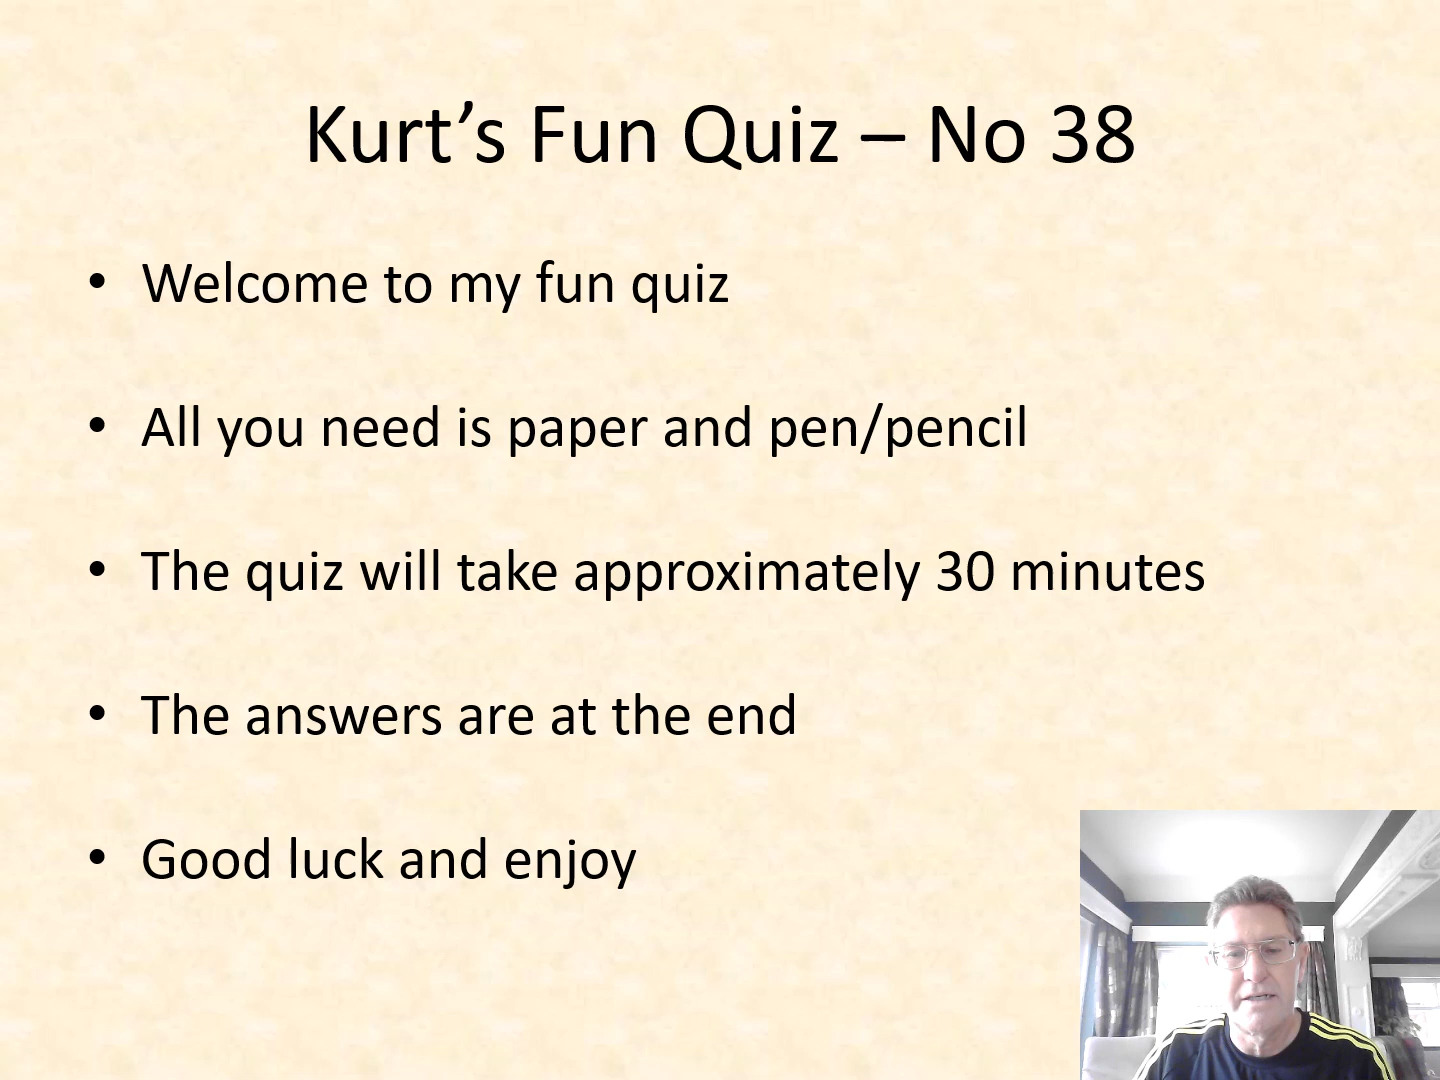 Kurt’s Fun Quiz – No 38
• Welcome to my fun quiz
• All you need is paper and pen/pencil
• The quiz will take approximately 30 minutes
• The answers are at the end
• Good luck and enjoy